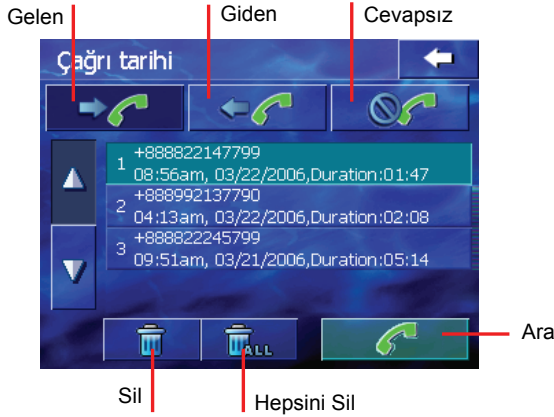 Gelen
Giden
Cevapsız
Çağrı tarihi
1 +888822147799
08:56am, 03/22/2006,Duration:01:47
2 +888992137790
04:13am, 03/22/2006,Duration:02:08
3 +888822245799
09:51am, 03/21/2006,Duration:05:14
ALL
Ara
Sil
Hepsini Sil